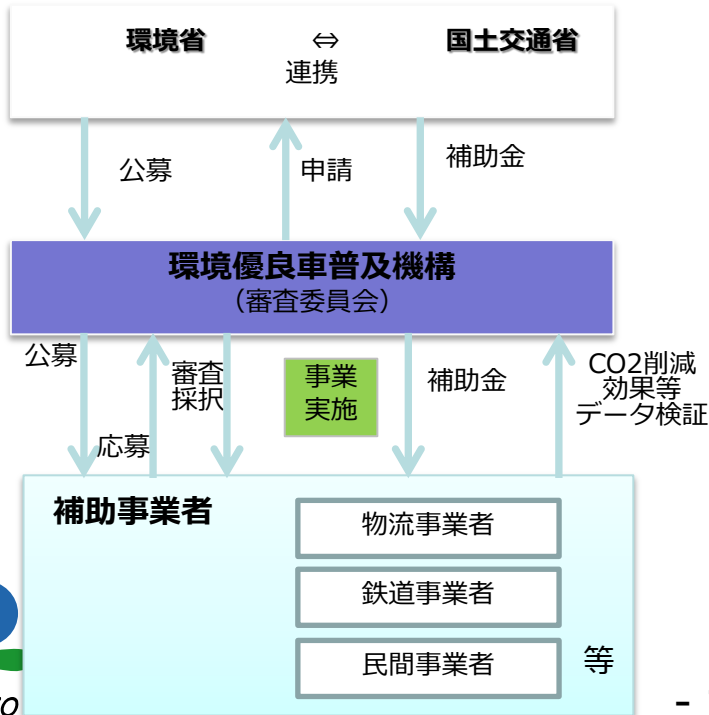 環境省 ⇔ 国土交通省
連携
公募 申請 補助金
環境優良車普及機構
（審査委員会）
公募
応募
審査
採択
事業
実施
補助金
CO2削減
効果等
データ検証
補助事業者
物流事業者
鉄道事業者
民間事業者
等